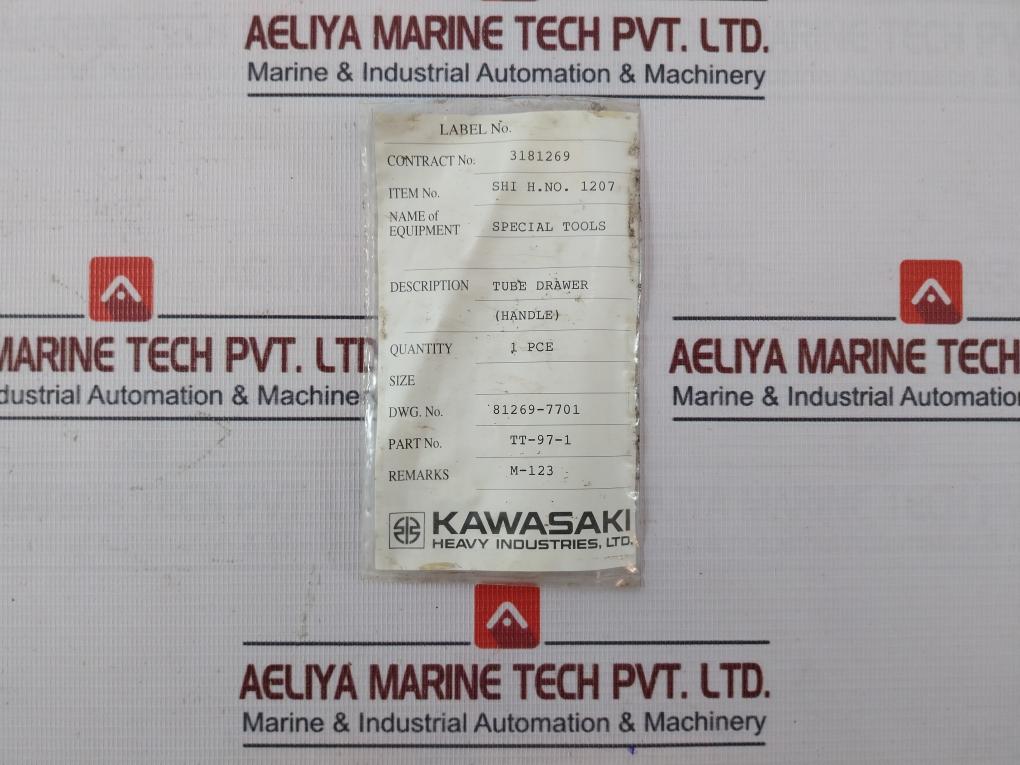 AELIYA MARINE TECH PVT. LTD.
Marine & Industrial Automation & Machinery
LABEL No.
CONTRACT No. 3181269
ITEM No. SHI H.NO. 1207
NAME of
EQUIPMENT SPECIAL TOOLS
DESCRIPTION TUBE DRAWER
(HANDLE)
QUANTITY 1 PCE
SIZE
DWG. No. 81269-7701
PART No. TT-97-1
REMARKS M-123
KAWASAKI
HEAVY INDUSTRIES, LTD.
MARINE TECH PVT. LTD
Industrial Automation & Machine
AELIYA MARINE TECH
Marine & Industrial Automation
AELIYA MARINE TECH PVT. LTD.
Marine & Industrial Automation & Machinery